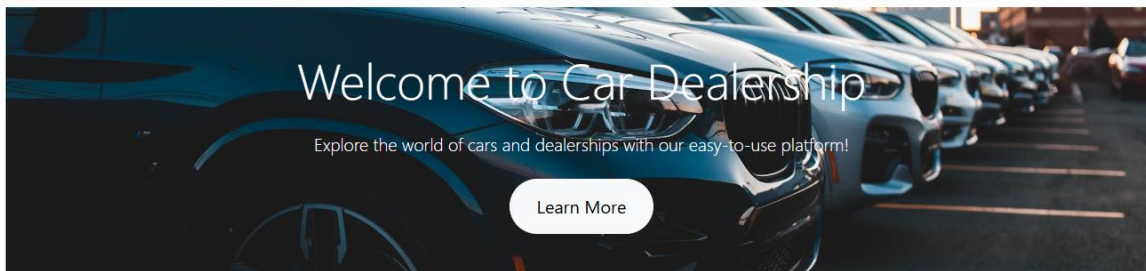 Welcome to Car Dealership
Explore the world of cars and dealerships with our easy-to-use platform!
Learn More